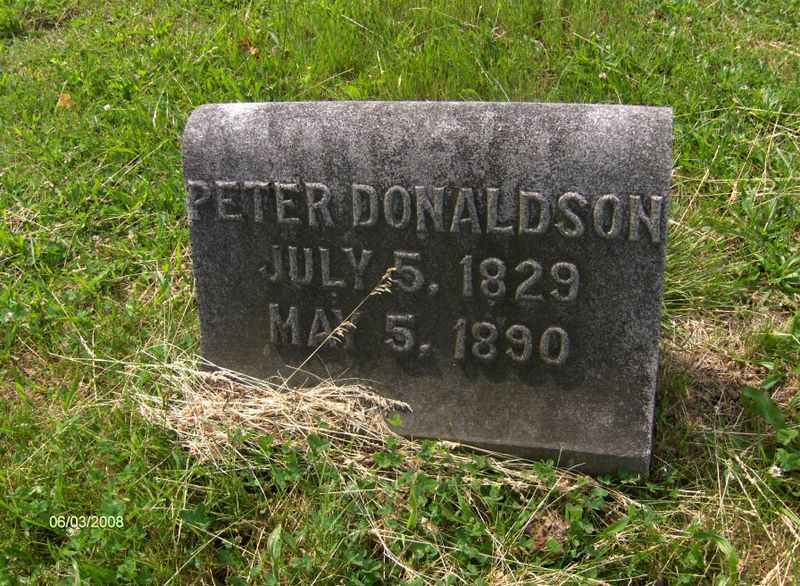 PETER DONALDSON
JULY 5, 1829
MAY 5, 1890
06/03/2008